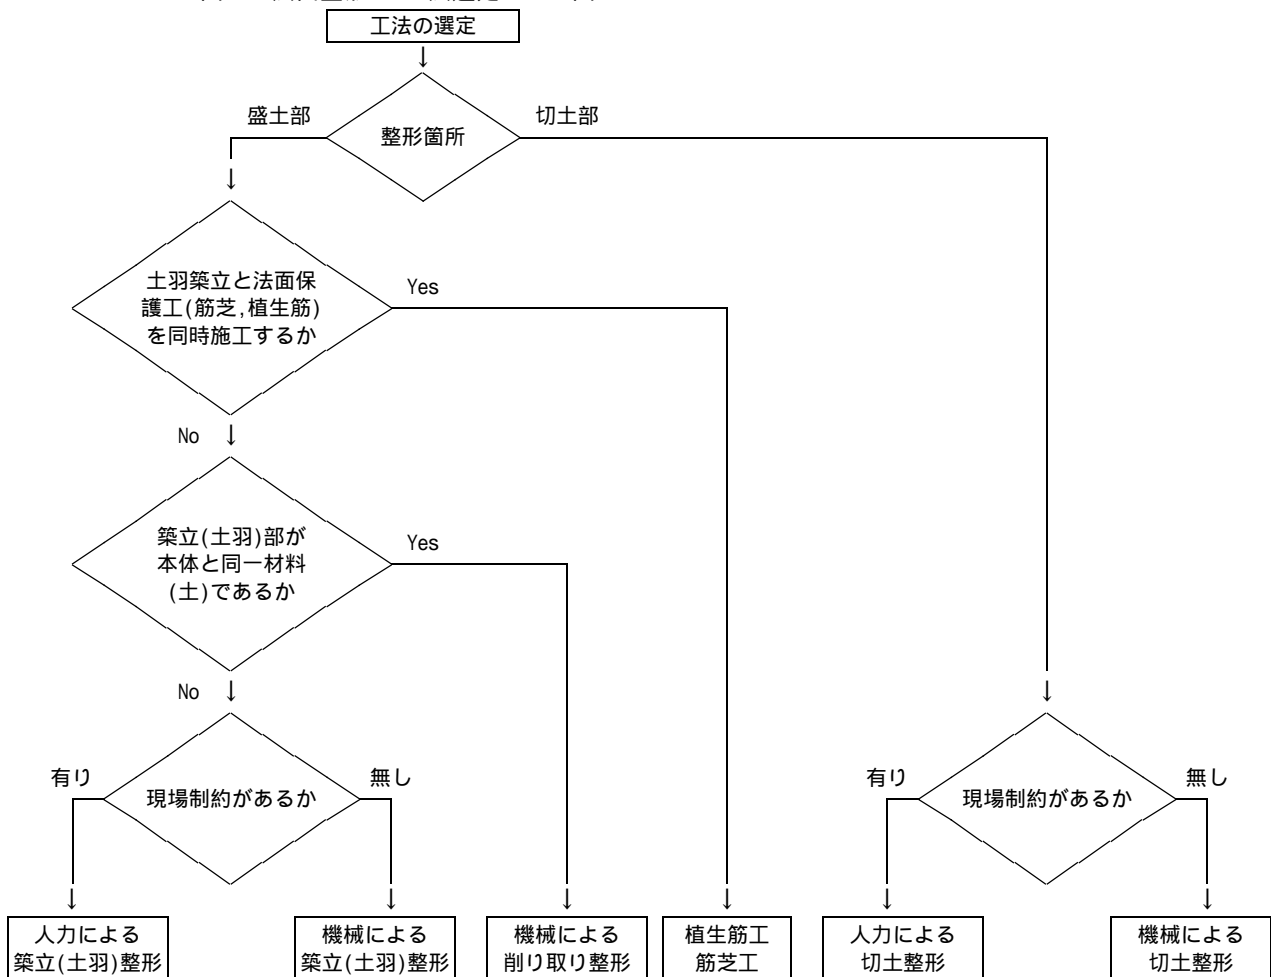 工法の選定
↓
盛土部
切土部
整形箇所
↓
土羽築立と法面保
護工(筋芝,植生筋)
を同時施工するか
Yes
No ↓
築立(土羽)部が
本体と同一材料
(土)であるか
Yes
No ↓
↓
有り
現場制約があるか
無し
有り
現場制約があるか
無し
↓ ↓ ↓ ↓ ↓ ↓
人力による
築立(土羽)整形
機械による
築立(土羽)整形
機械による
削り取り整形
植生筋工
筋芝工
人力による
切土整形
機械による
切土整形